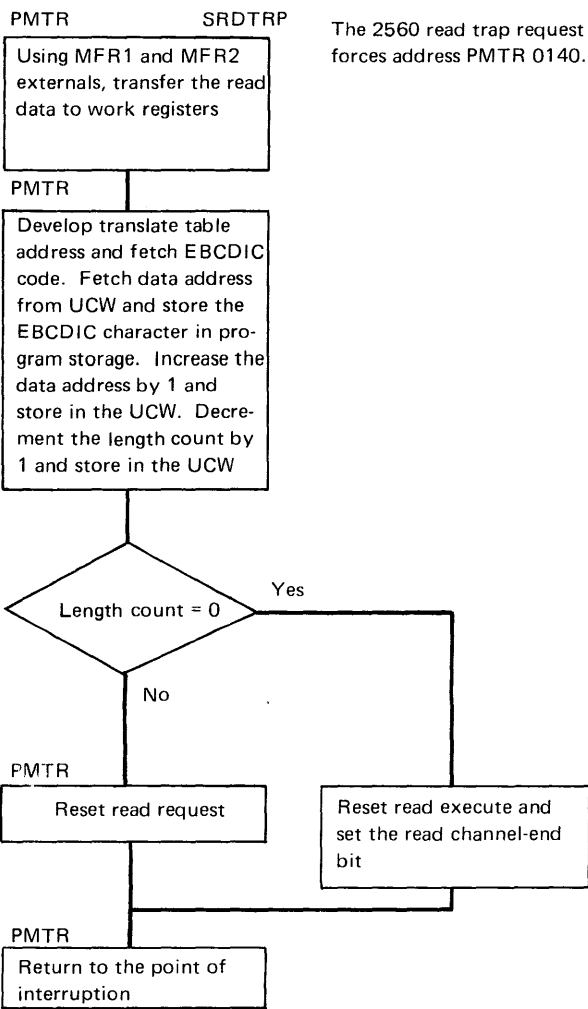 PMTR SRDTRP
The 2560 read trap request
forces address PMTR 0140.
Using MFR1 and MFR2
externals, transfer the read
data to work registers
PMTR
Develop translate table
address and fetch EBCDIC
code. Fetch data address
from UCW and store the
EBCDIC character in pro-
gram storage. Increase the
data address by 1 and
store in the UCW. Decre-
ment the length count by
1 and store in the UCW
Length count = 0
Yes
No
PMTR
Reset read request
Reset read execute and
set the read channel-end
bit
PMTR
Return to the point of
interruption